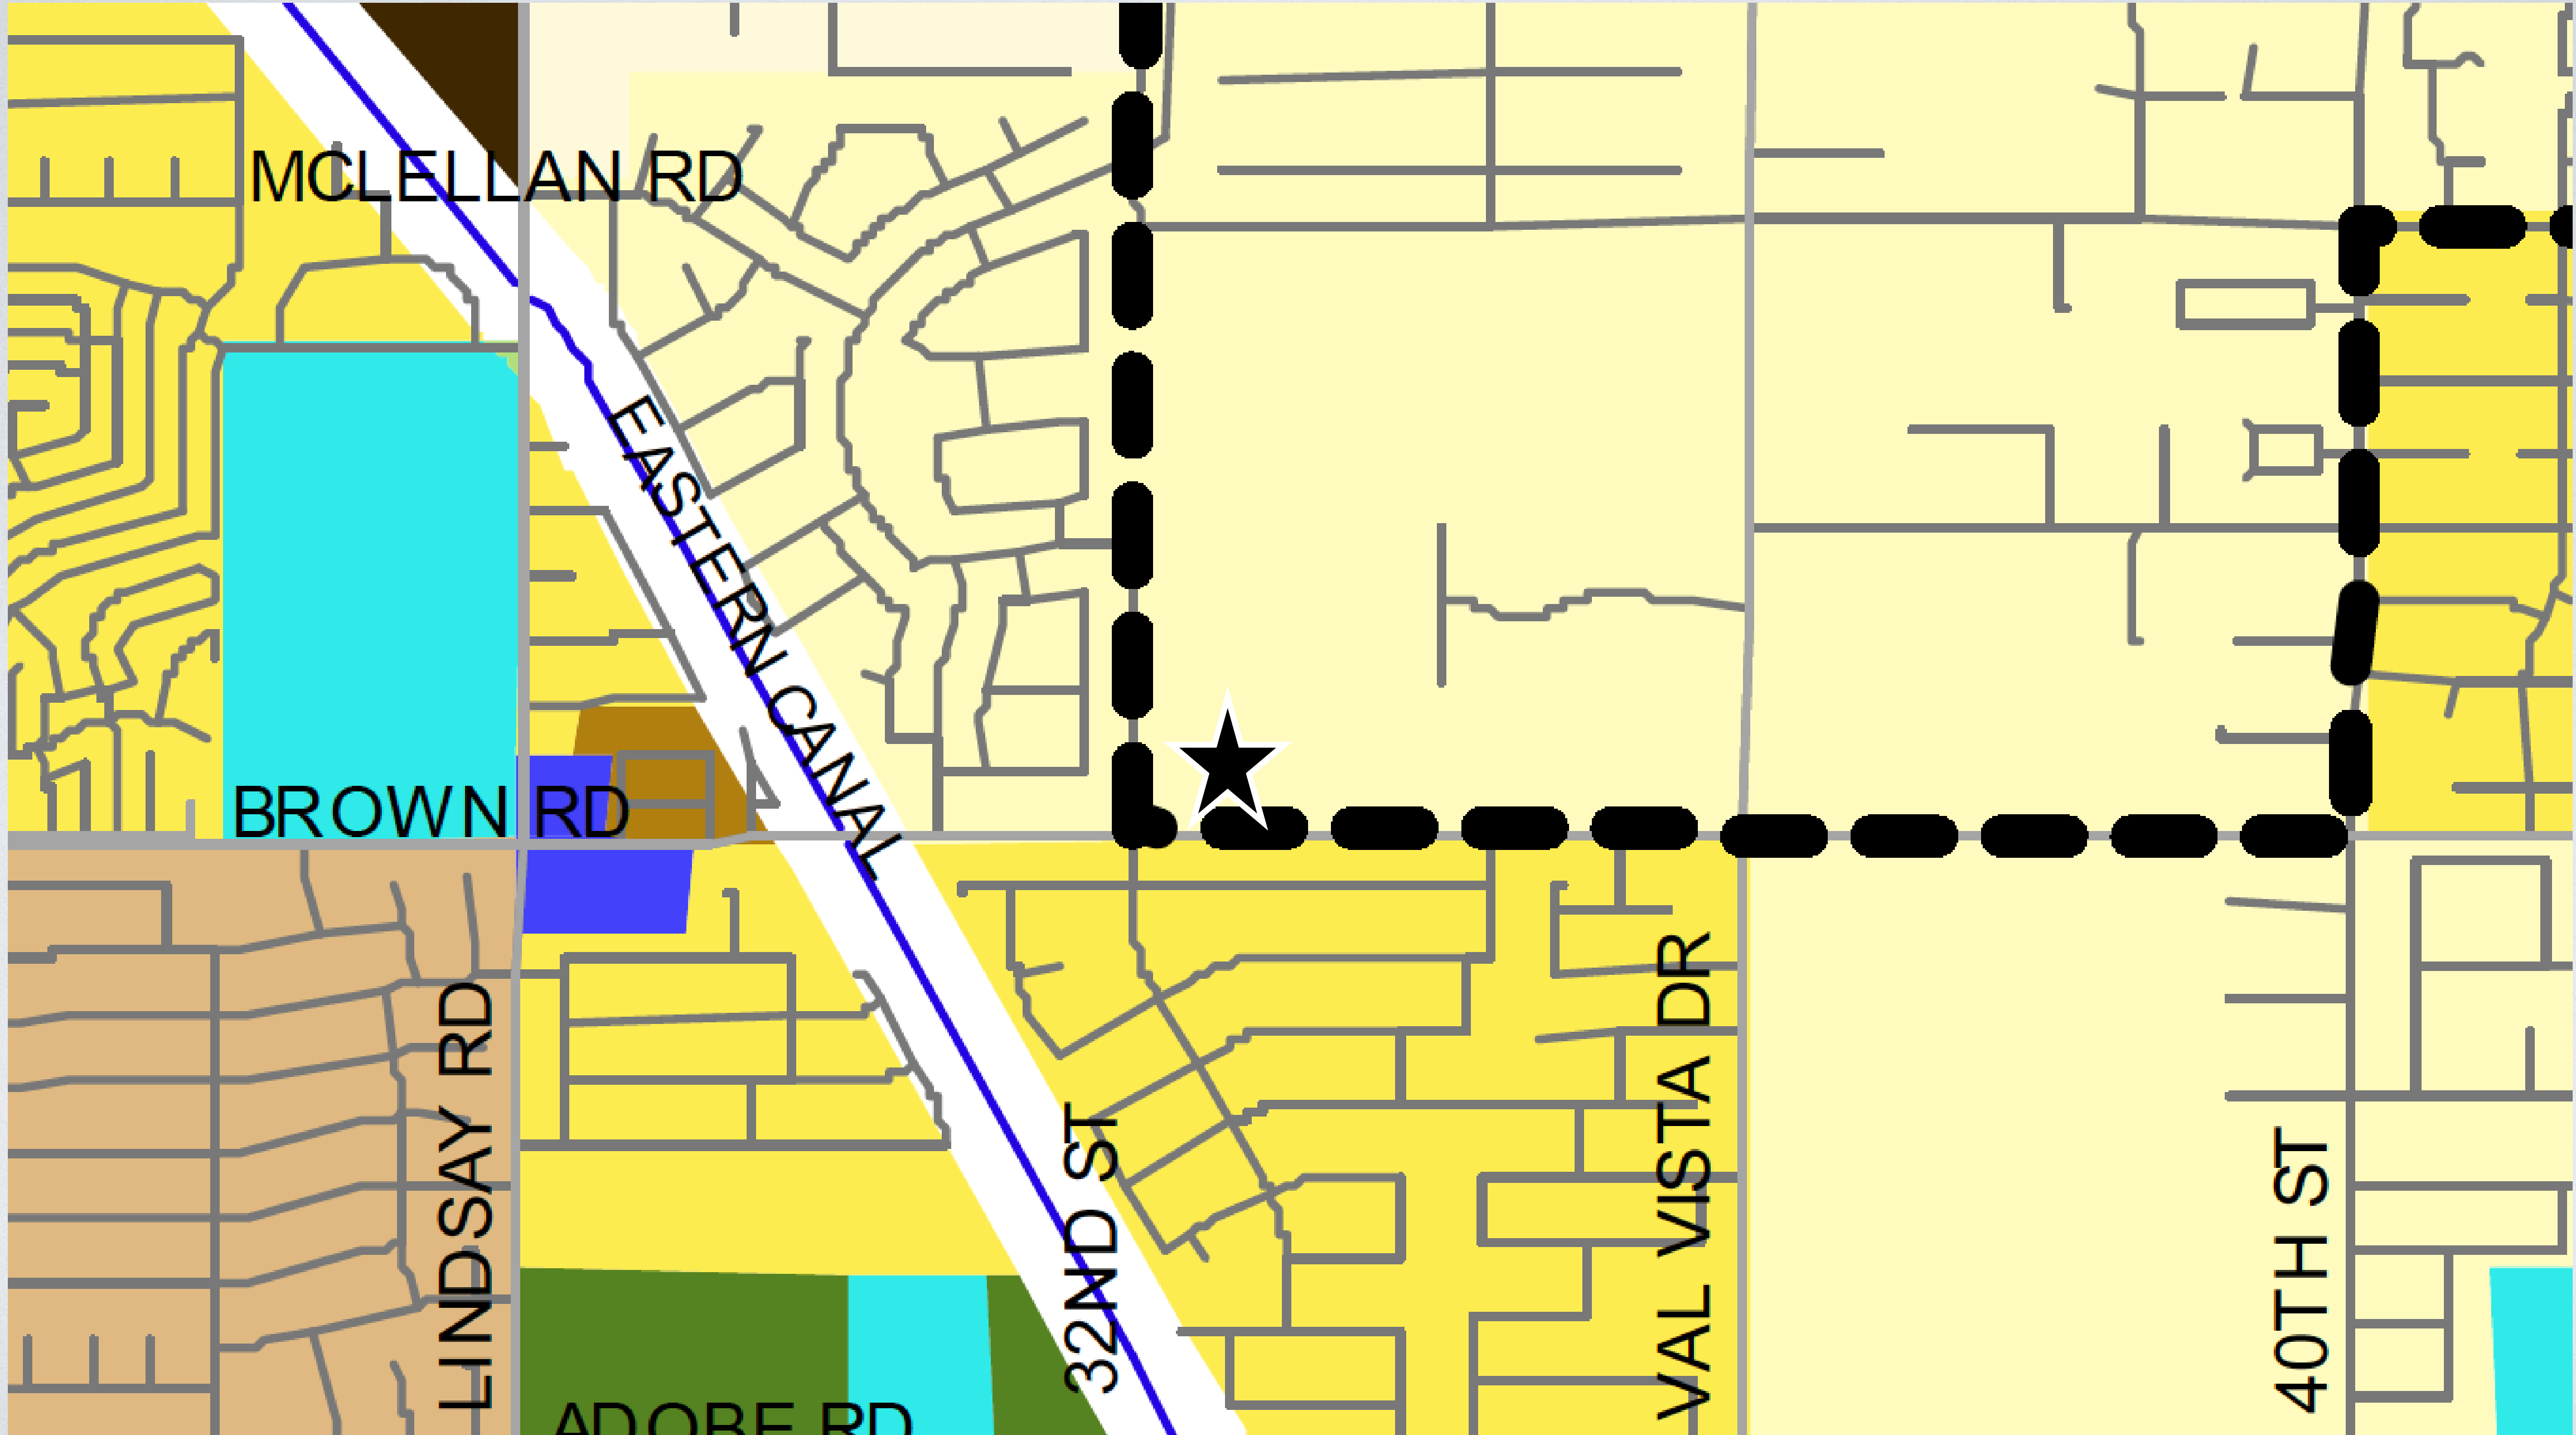 MCLELLAN RD
EASTERN CANAL
BROWN RD
LINDSAY RD
32ND ST
VAL VISTA DR
40TH ST
ADOBE RD